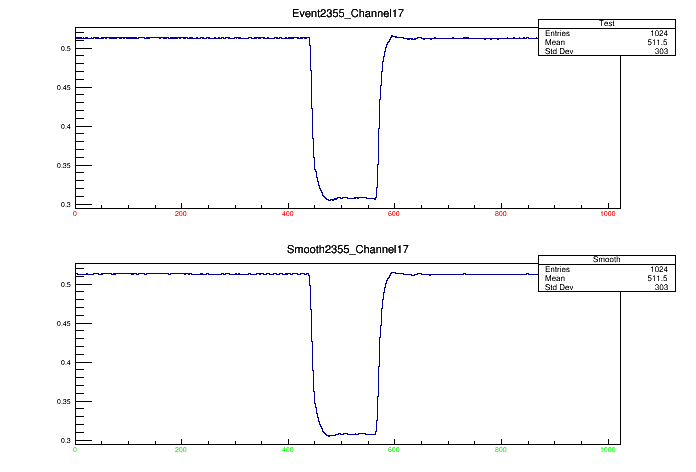 Event2355_Channel17
Test
Entries 1024
Mean 511.5
Std Dev 303
0.5
0.45
0.4
0.35
0.3
0 200 400 600 800 1000
Smooth2355_Channel17
Smooth
Entries 1024
Mean 511.5
Std Dev 303
0.5
0.45
0.4
0.35
0.3
0 200 400 600 800 1000